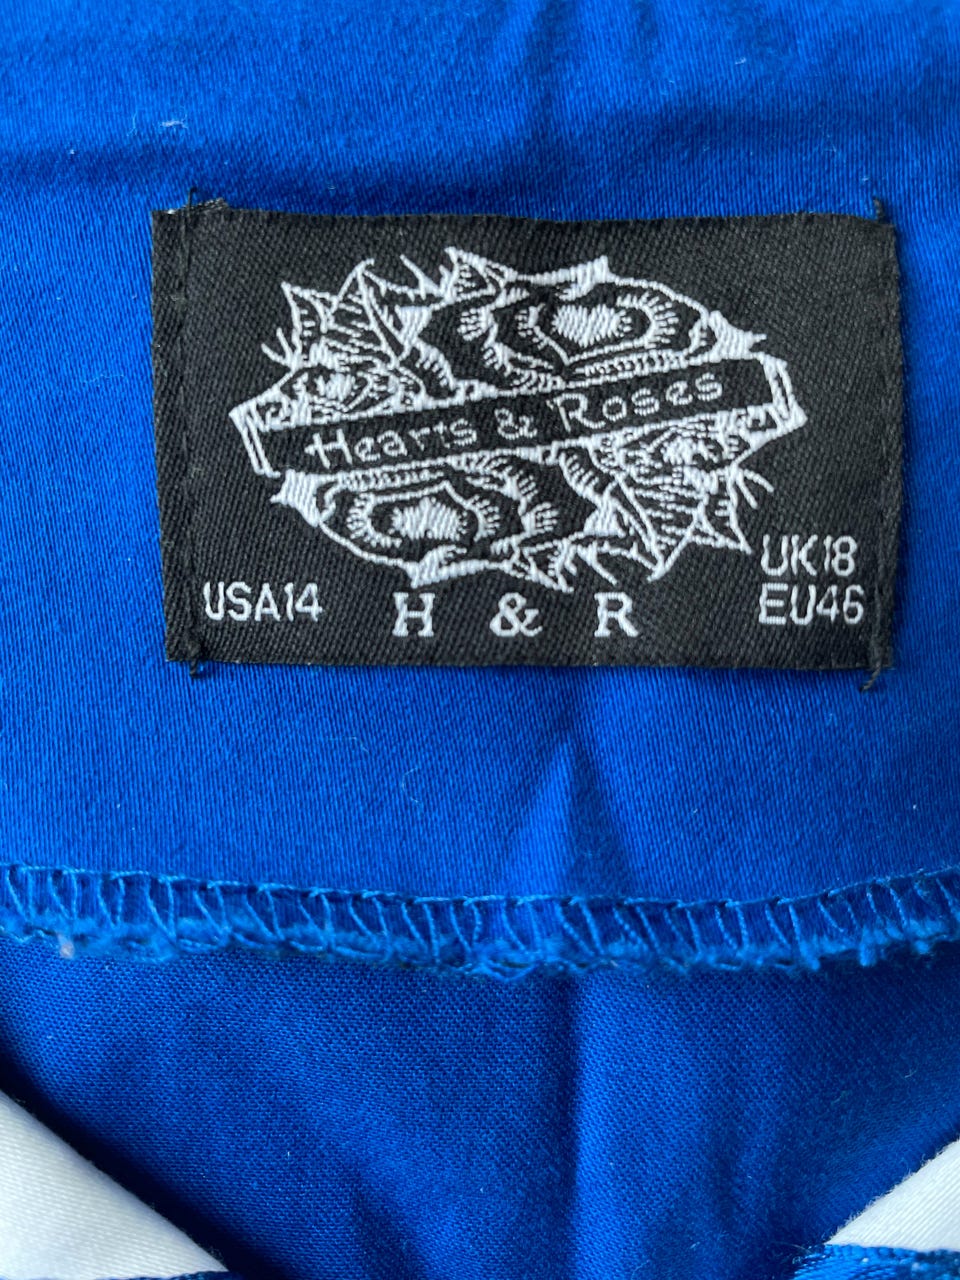 Hearts & Roses
UK18
USA14 H & R EU46